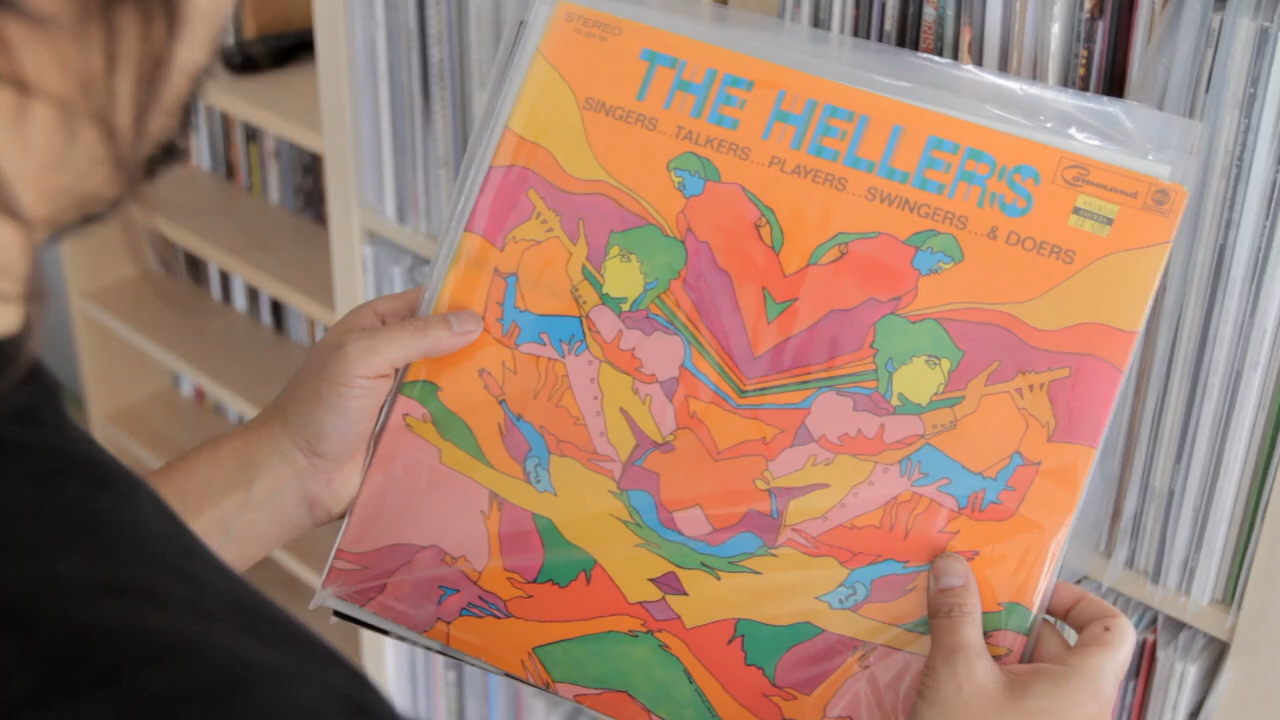 STEREO
THE HELLER'S
SINGERS...TALKERS...PLAYERS...SWINGERS...& DOERS
Command